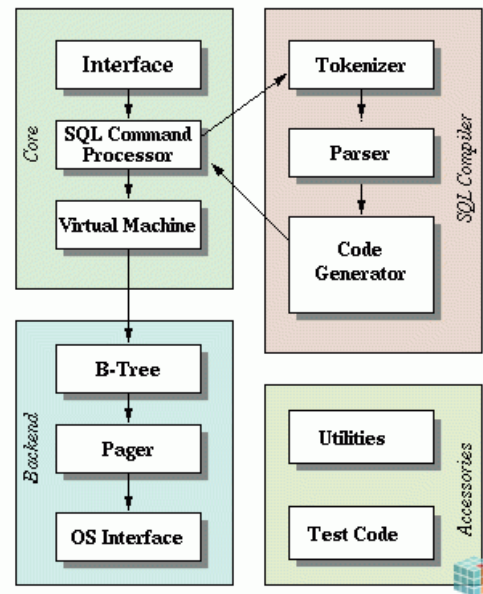 Core
Interface
SQL Command
Processor
Virtual Machine
SQL Compiler
Tokenizer
Parser
Code
Generator
Backend
B-Tree
Pager
OS Interface
Accessories
Utilities
Test Code